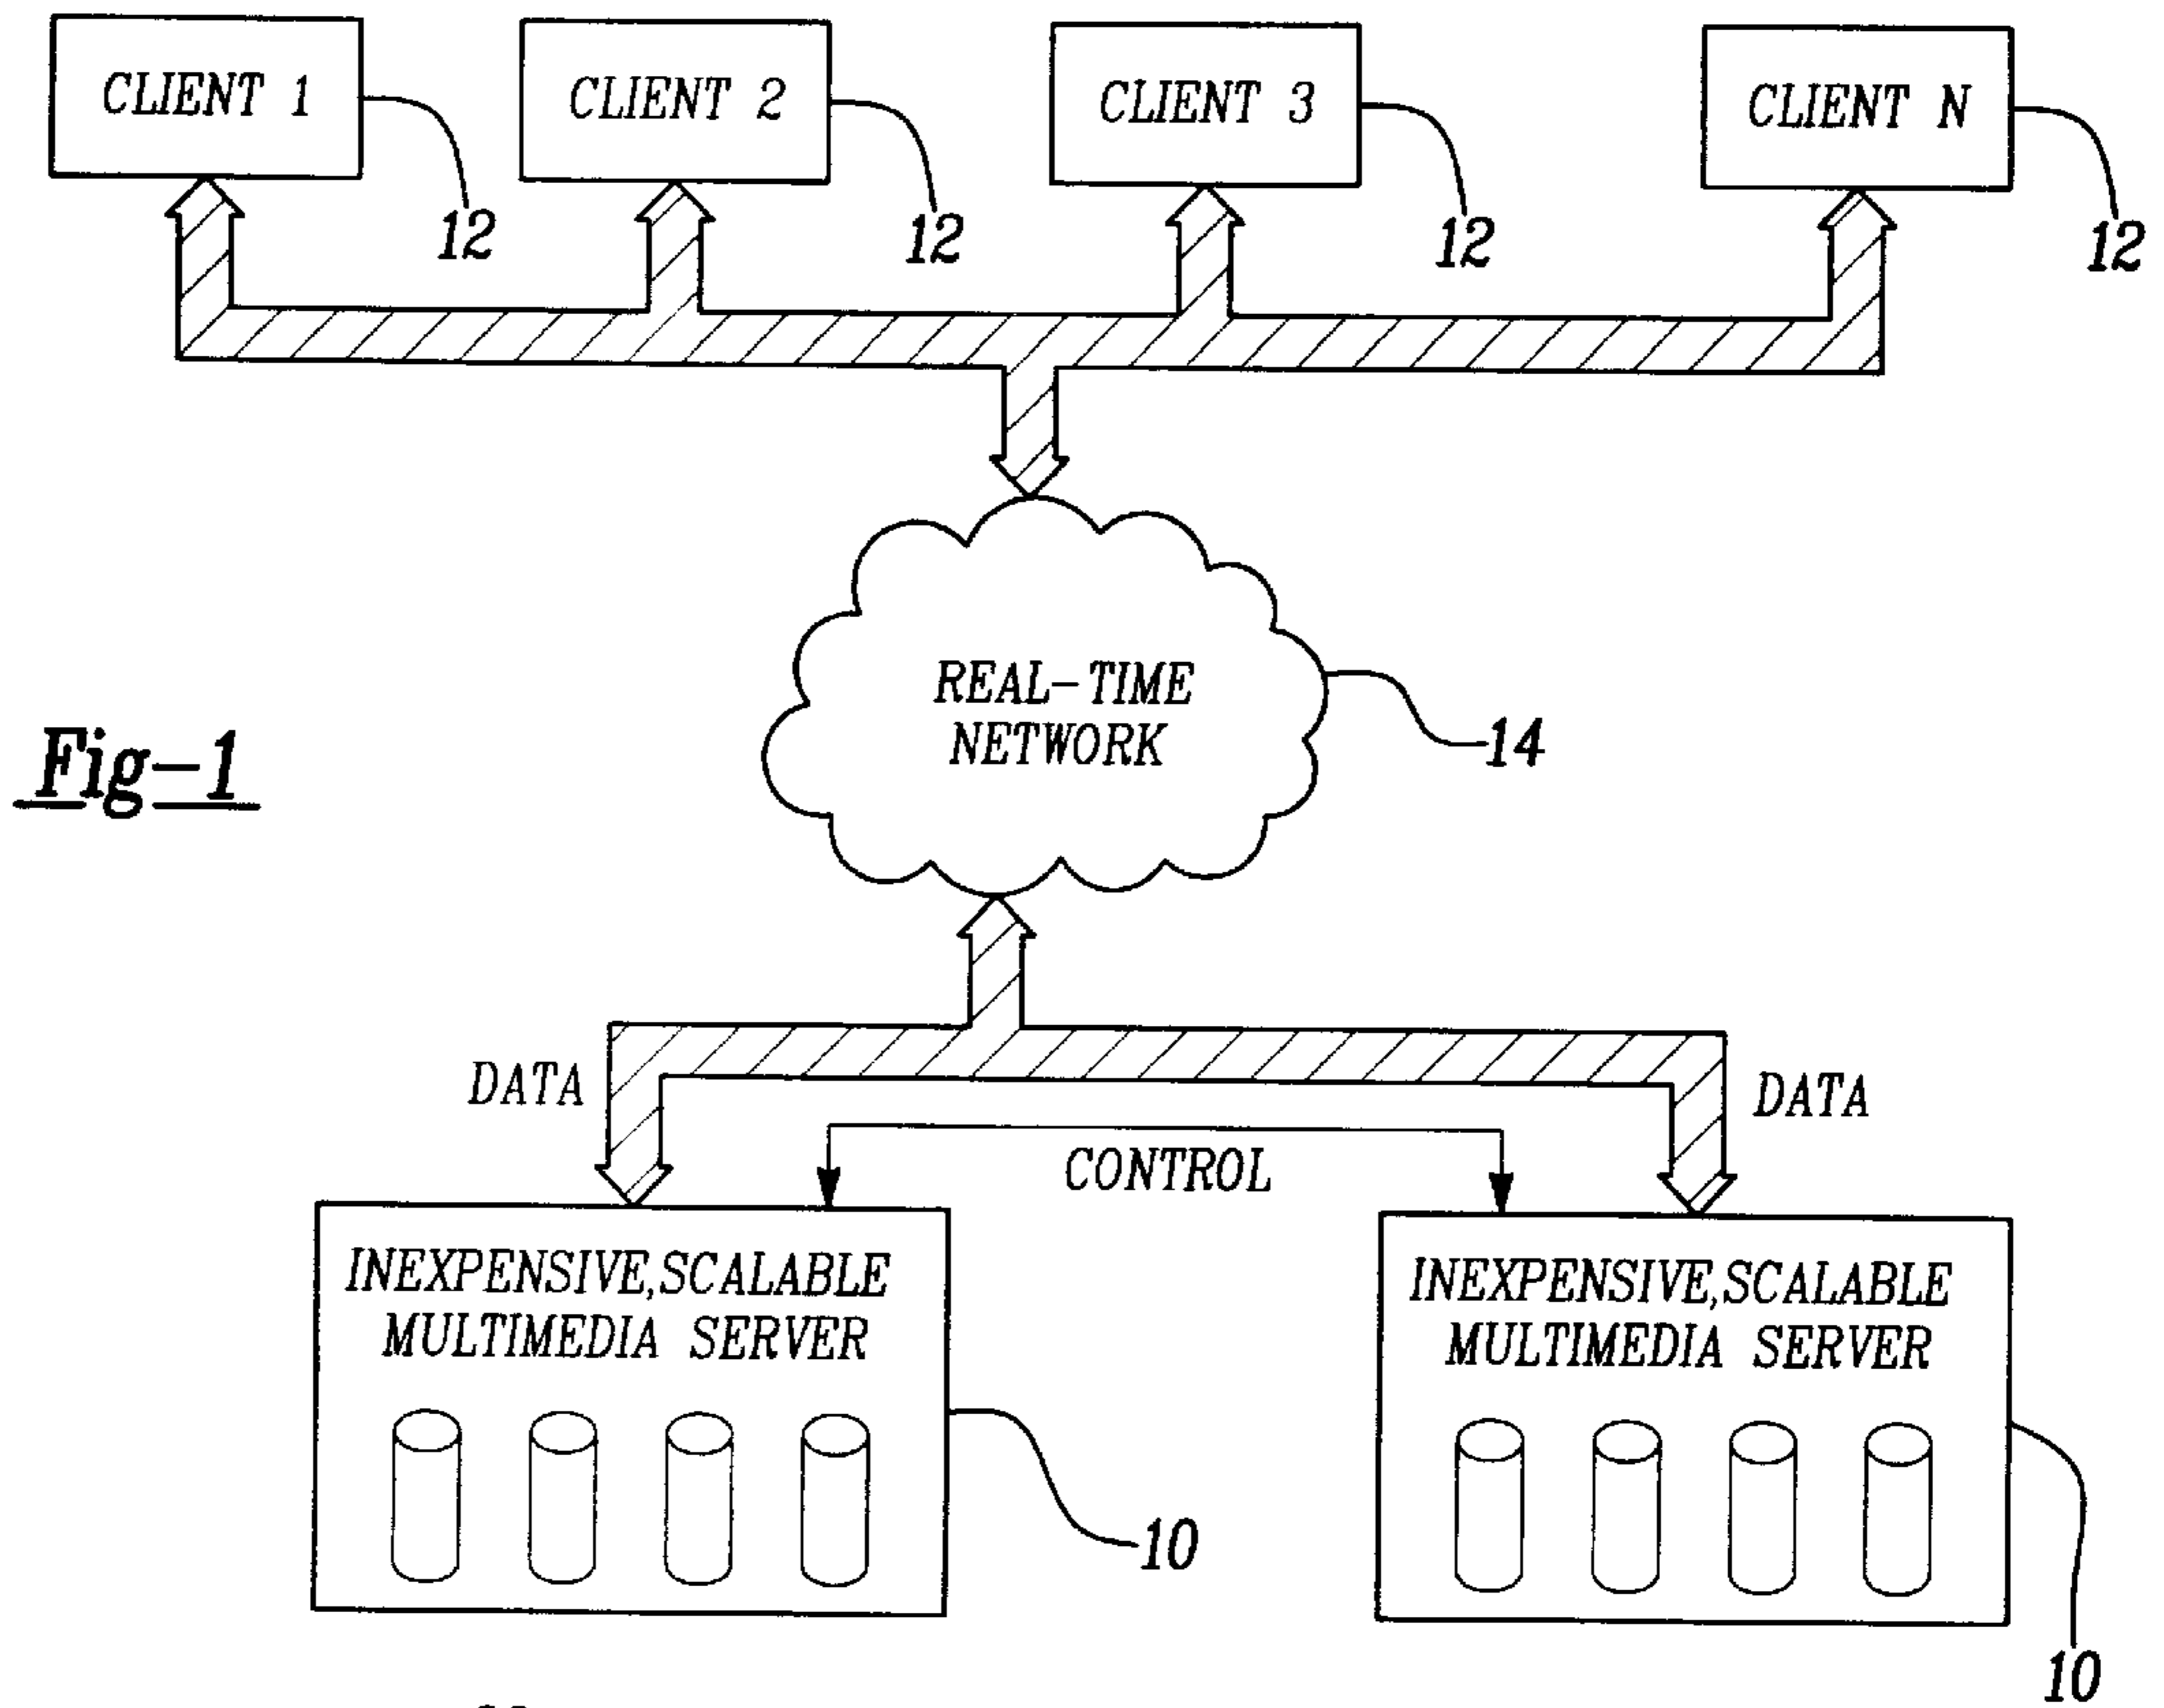 CLIENT 1
CLIENT 2
CLIENT 3
CLIENT N
12
12
12
12
REAL-TIME
NETWORK
14
Fig-1
DATA
DATA
CONTROL
INEXPENSIVE,SCALABLE
MULTIMEDIA SERVER
INEXPENSIVE,SCALABLE
MULTIMEDIA SERVER
10
10